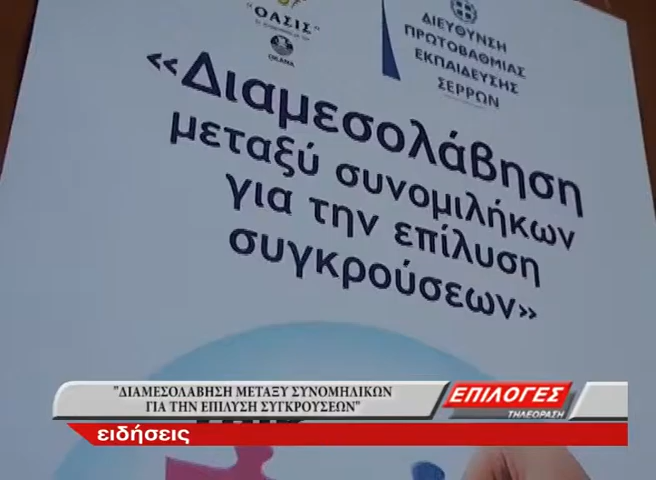 "ΟΑΣΙΣ"
ΟΚΑΝΑ
ΔΙΕΥΘΥΝΣΗ
ΠΡΩΤΟΒΑΘΜΙΑΣ
ΕΚΠΑΙΔΕΥΣΗΣ
ΣΕΡΡΩΝ
«Διαμεσολάβηση
μεταξύ συνομιλήκων
για την επίλυση
συγκρούσεων»
"ΔΙΑΜΕΣΟΛΑΒΗΣΗ ΜΕΤΑΞΥ ΣΥΝΟΜΗΛΙΚΩΝ
ΓΙΑ ΤΗΝ ΕΠΙΛΥΣΗ ΣΥΓΚΡΟΥΣΕΩΝ"
ΕΠΙΛΟΓΕΣ
ΤΗΛΕΟΡΑΣΗ
ειδήσεις